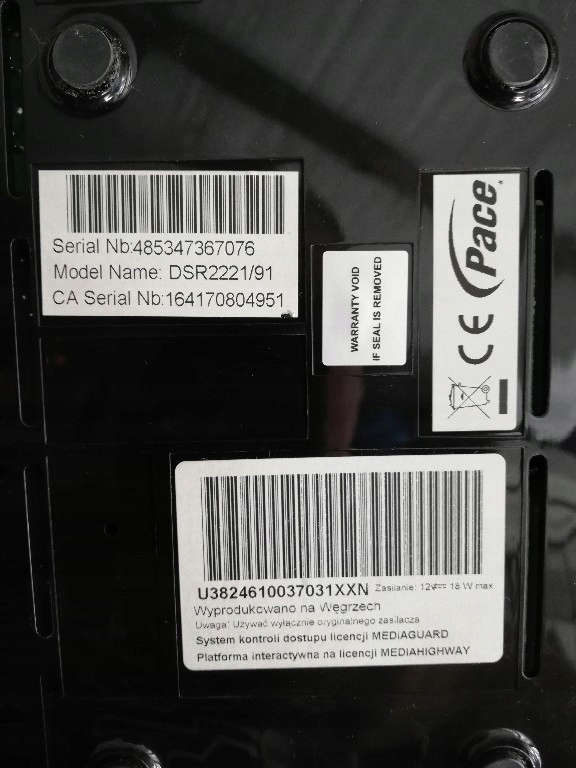 Serial Nb:485347367076
Model Name: DSR2221/91
CA Serial Nb:164170804951
WARRANTY VOID
IF SEAL IS REMOVED
Pace
CE
U3824610037031XXN Zasilanie: 12V 18 W max.
Wyprodukowano na Węgrzech
Uwaga: Używać wyłącznie oryginalnego zasilacza
System kontroli dostępu licencji MEDIAGUARD
Platforma interaktywna na licencji MEDIAHIGHWAY